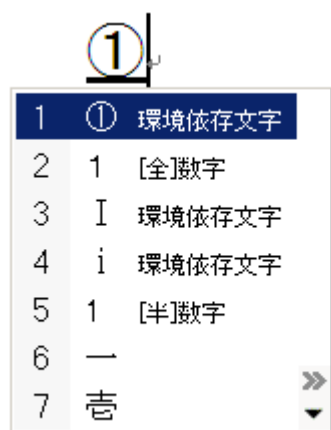 ①
1 ① 環境依存文字
2 １ [全]数字
3 Ⅰ 環境依存文字
4 ⅰ 環境依存文字
5 1 [半]数字
6 一
7 壱